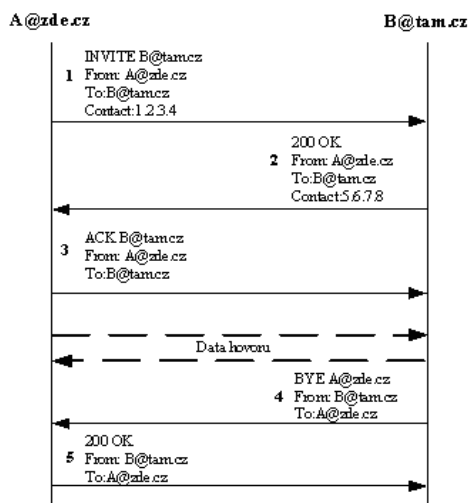 A@zde.cz B@tam.cz
INVITE B@tam.cz
1 From: A@zde.cz
To:B@tam.cz
Contact:1.2.3.4
200 OK
2 From: A@zde.cz
To:B@tam.cz
Contact:5.6.7.8
ACK B@tam.cz
3 From: A@zde.cz
To:B@tam.cz
Data hovoru
BYE A@zde.cz
4 From: B@tam.cz
To:A@zde.cz
200 OK
5 From: B@tam.cz
To:A@zde.cz